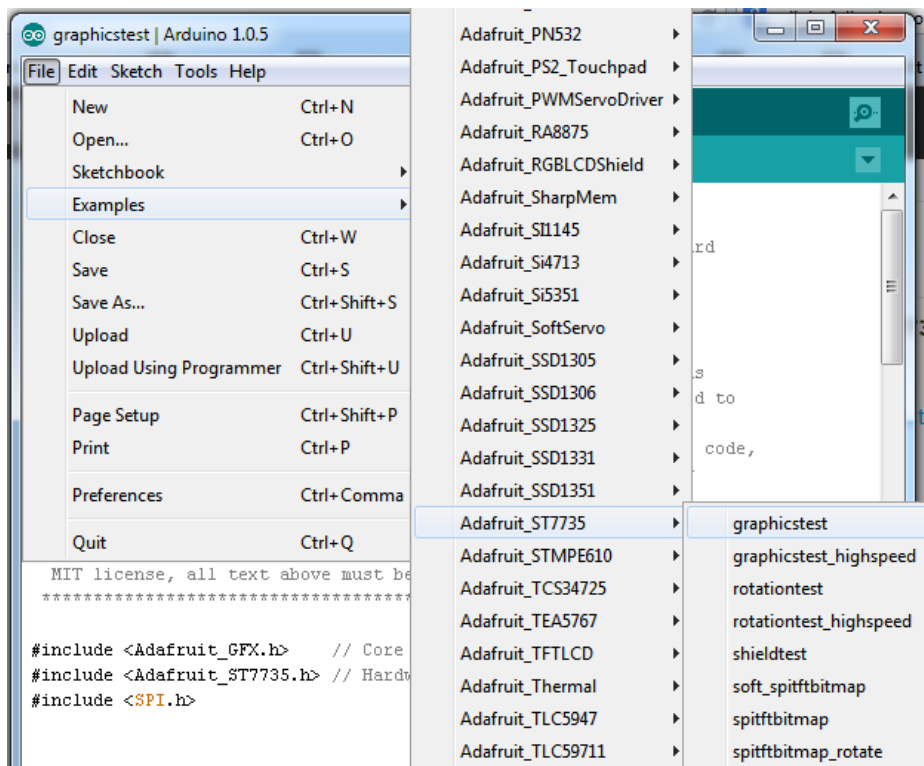 graphicstest | Arduino 1.0.5
File Edit Sketch Tools Help
New Ctrl+N
Open... Ctrl+O
Sketchbook
Examples
Close Ctrl+W
Save Ctrl+S
Save As... Ctrl+Shift+S
Upload Ctrl+U
Upload Using Programmer Ctrl+Shift+U
Page Setup Ctrl+Shift+P
Print Ctrl+P
Preferences Ctrl+Comma
Quit Ctrl+Q
Adafruit_PN532
Adafruit_PS2_Touchpad
Adafruit_PWMServoDriver
Adafruit_RA8875
Adafruit_RGBLCDShield
Adafruit_SharpMem
Adafruit_SI1145
Adafruit_Si4713
Adafruit_Si5351
Adafruit_SoftServo
Adafruit_SSD1305
Adafruit_SSD1306
Adafruit_SSD1325
Adafruit_SSD1331
Adafruit_SSD1351
Adafruit_ST7735
Adafruit_STMPE610
Adafruit_TCS34725
Adafruit_TEA5767
Adafruit_TFTLCD
Adafruit_Thermal
Adafruit_TLC5947
Adafruit_TLC59711
graphicstest
graphicstest_highspeed
rotationtest
rotationtest_highspeed
shieldtest
soft_spitftbitmap
spitftbitmap
spitftbitmap_rotate
rd
s
d to
code,
MIT license, all text above must be
#include <Adafruit_GFX.h> // Core
#include <Adafruit_ST7735.h> // Hardw
#include <SPI.h>